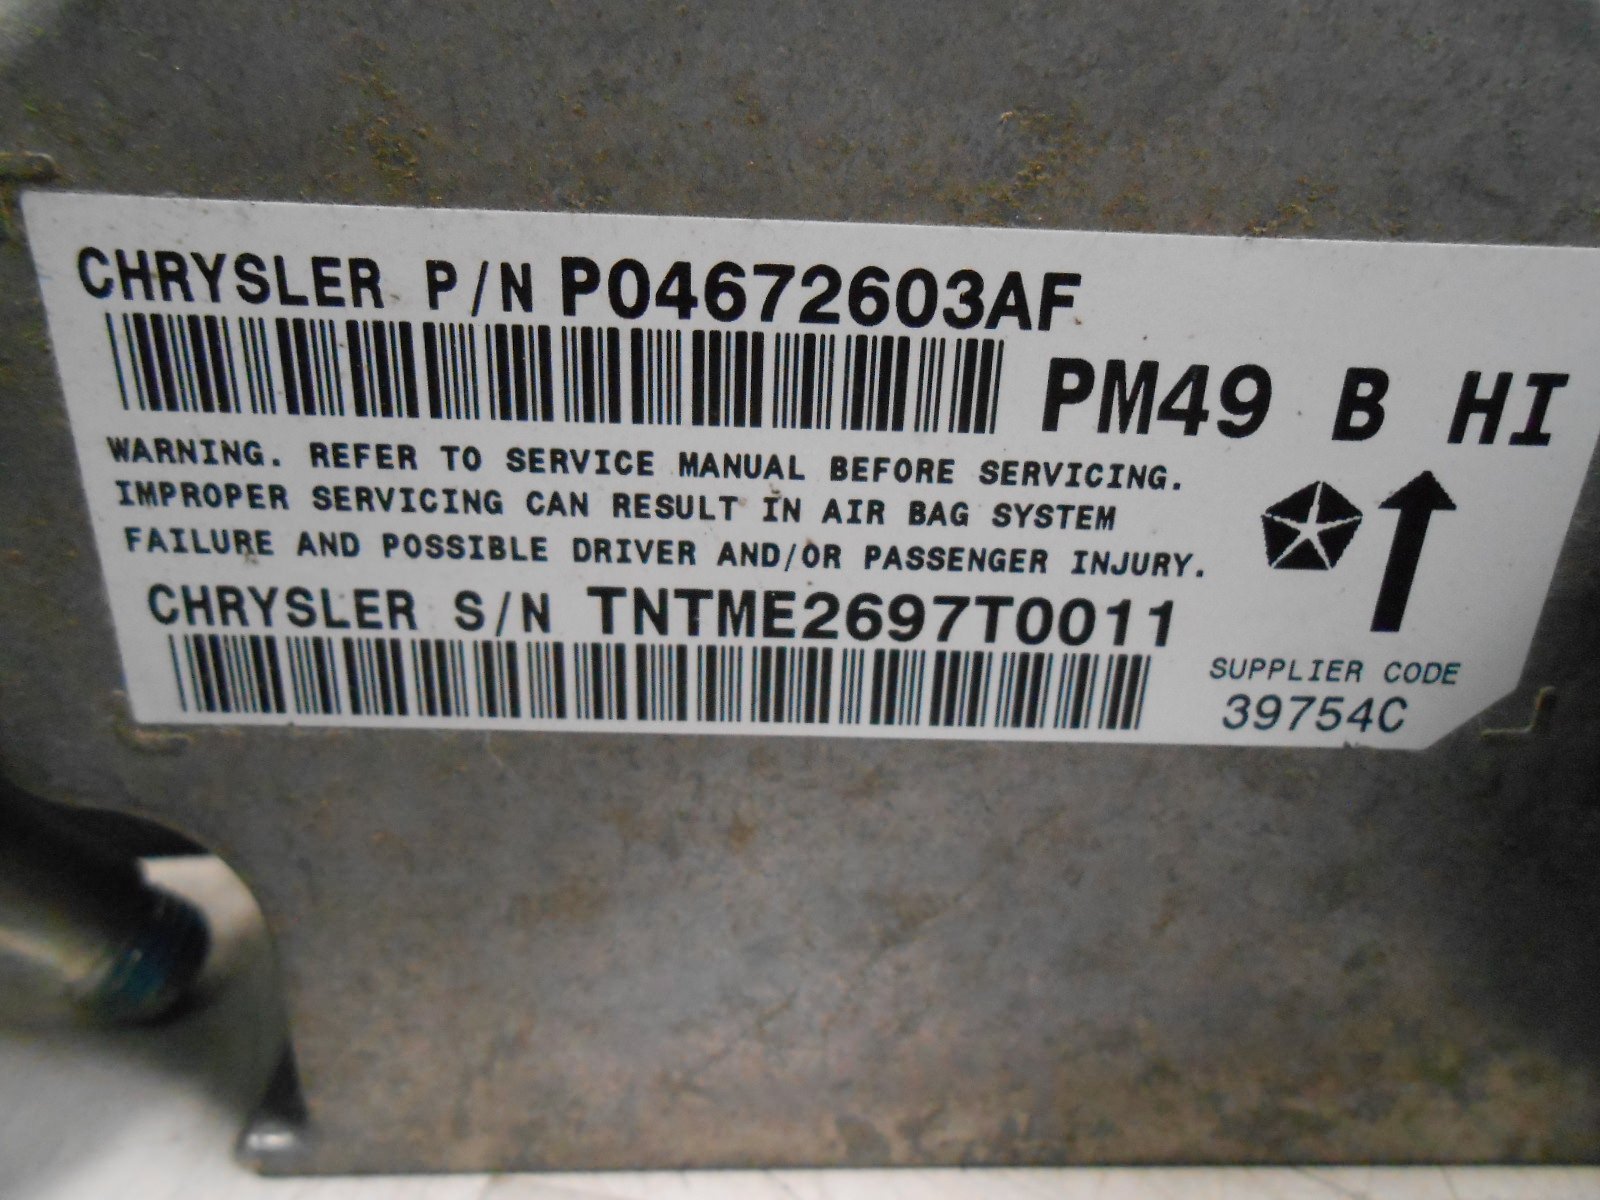 CHRYSLER P/N P04672603AF
PM49 B HI
WARNING. REFER TO SERVICE MANUAL BEFORE SERVICING.
IMPROPER SERVICING CAN RESULT IN AIR BAG SYSTEM
FAILURE AND POSSIBLE DRIVER AND/OR PASSENGER INJURY.
CHRYSLER S/N TNTME2697T0011
SUPPLIER CODE
39754C